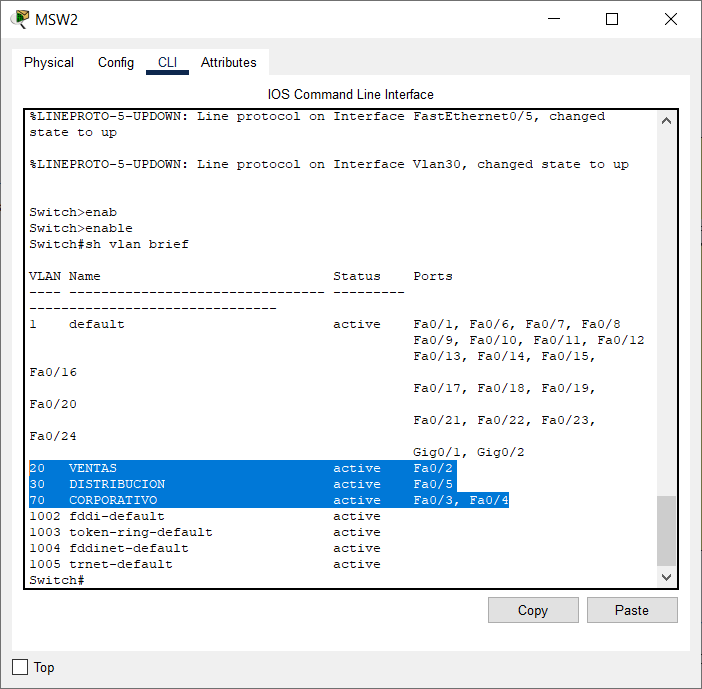 MSW2
Physical Config CLI Attributes
IOS Command Line Interface
%LINEPROTO-5-UPDOWN: Line protocol on Interface FastEthernet0/5, changed
state to up
%LINEPROTO-5-UPDOWN: Line protocol on Interface Vlan30, changed state to up
Switch>enab
Switch>enable
Switch#sh vlan brief
VLAN Name                             Status    Ports
---- -------------------------------- ---------
-------------------------------
1    default                          active    Fa0/1, Fa0/6, Fa0/7, Fa0/8
                                                Fa0/9, Fa0/10, Fa0/11, Fa0/12
                                                Fa0/13, Fa0/14, Fa0/15,
Fa0/16
                                                Fa0/17, Fa0/18, Fa0/19,
Fa0/20
                                                Fa0/21, Fa0/22, Fa0/23,
Fa0/24
                                                Gig0/1, Gig0/2
20   VENTAS                           active    Fa0/2
30   DISTRIBUCION                     active    Fa0/5
70   CORPORATIVO                      active    Fa0/3, Fa0/4
1002 fddi-default                     active
1003 token-ring-default               active
1004 fddinet-default                  active
1005 trnet-default                    active
Switch#
Copy Paste
Top